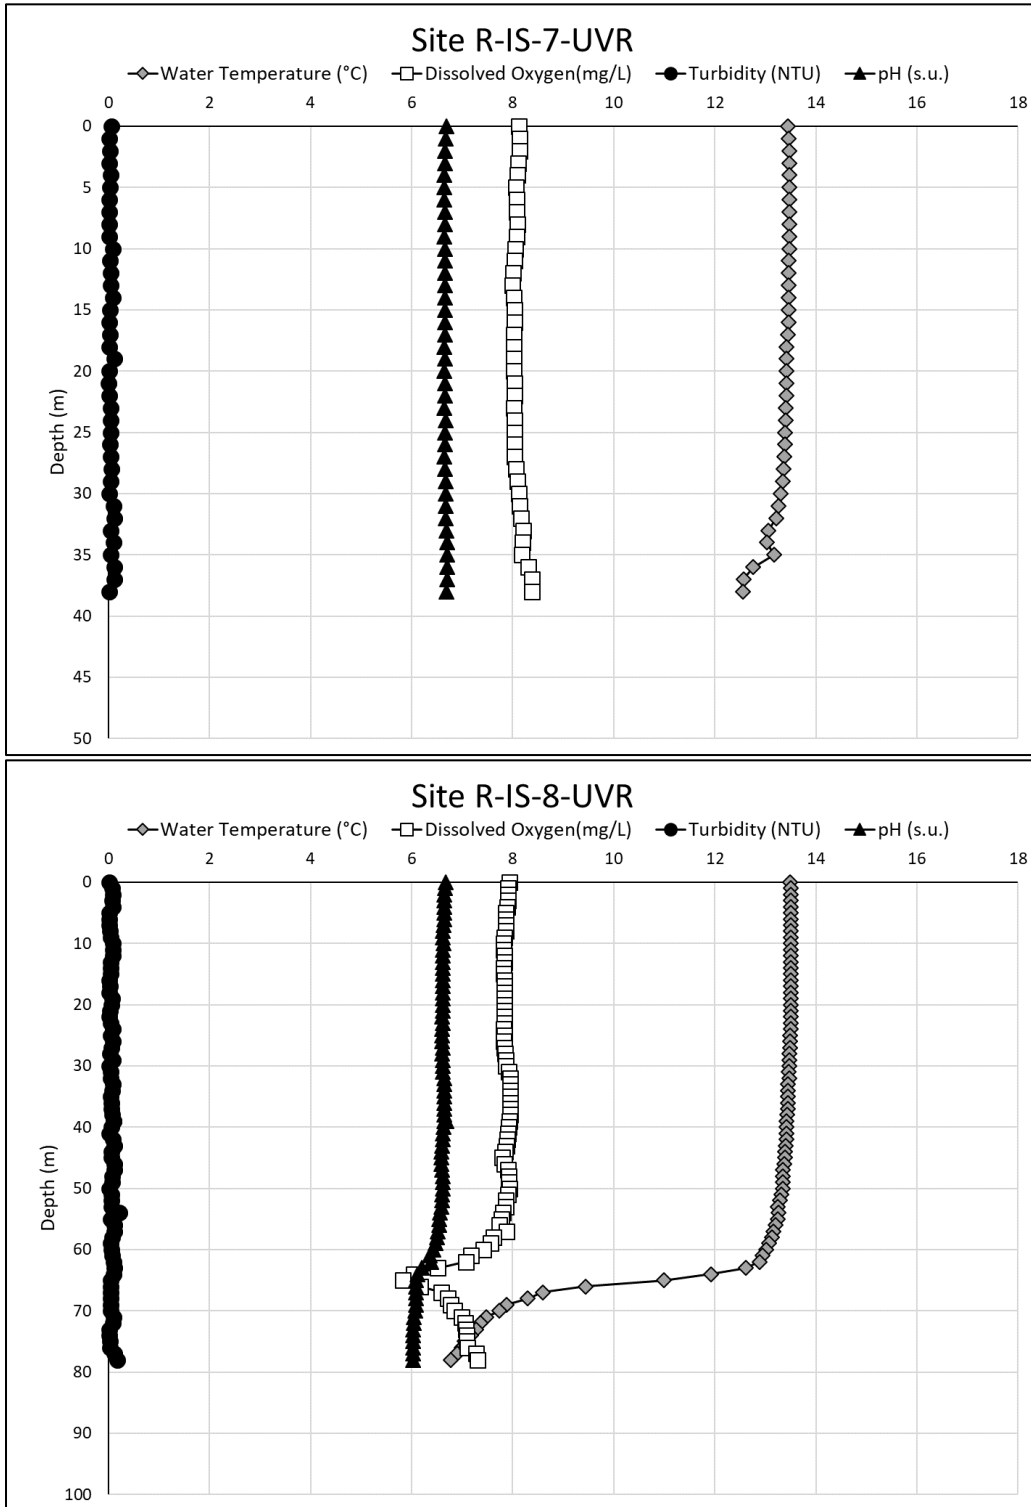 Site R-IS-7-UVR
Water Temperature (°C) Dissolved Oxygen(mg/L) Turbidity (NTU) pH (s.u.)
0 2 4 6 8 10 12 14 16 18
0
5
10
15
20
25
30
35
40
45
50
Depth (m)
Site R-IS-8-UVR
Water Temperature (°C) Dissolved Oxygen(mg/L) Turbidity (NTU) pH (s.u.)
0 2 4 6 8 10 12 14 16 18
0
10
20
30
40
50
60
70
80
90
100
Depth (m)